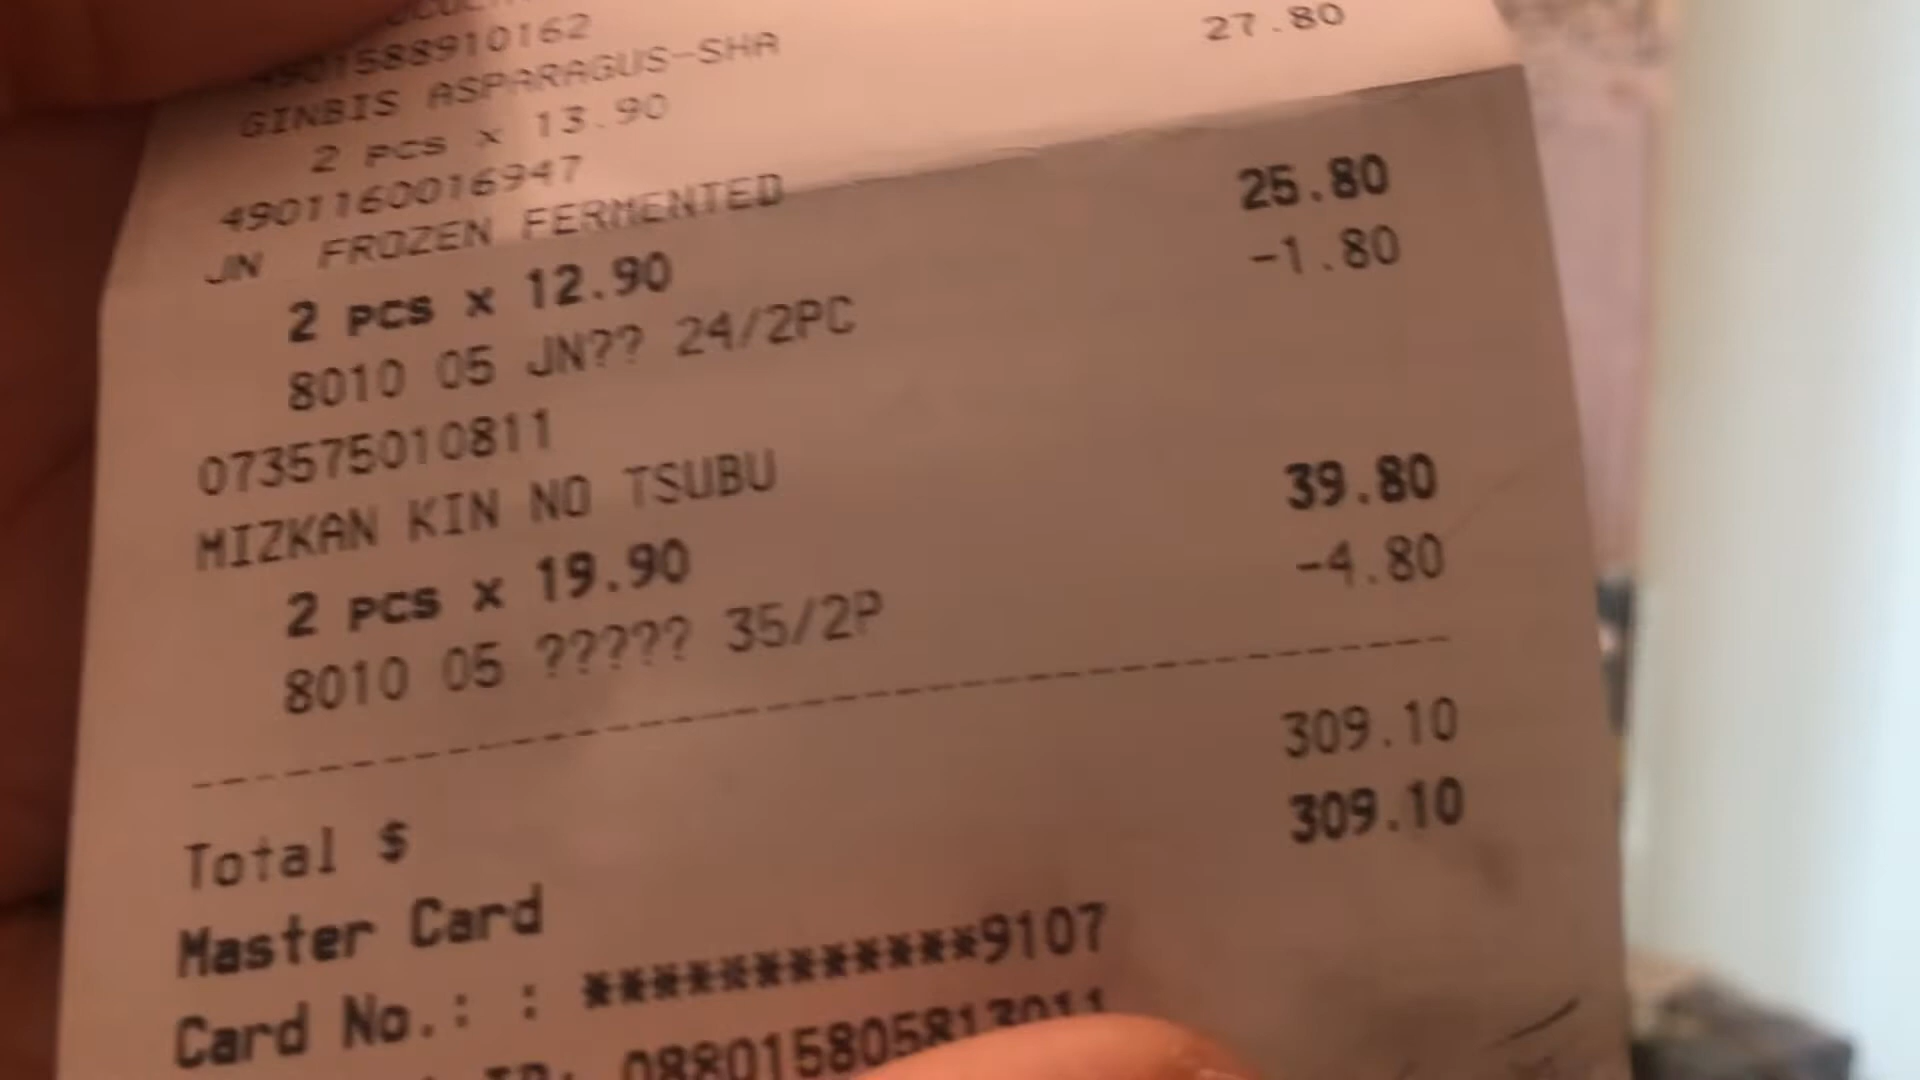 4901588910162
GINBIS ASPARAGUS-SHA
2 pcs x 13.90 27.80
4901160016947
JN FROZEN FERMENTED
2 pcs x 12.90 25.80
8010 05 JN?? 24/2PC -1.80
073575010811
MIZKAN KIN NO TSUBU
2 pcs x 19.90 39.80
8010 05 ????? 35/2P -4.80
--------------------------------
Total $ 309.10
Master Card 309.10
Card No.: : ************9107
088015805813011